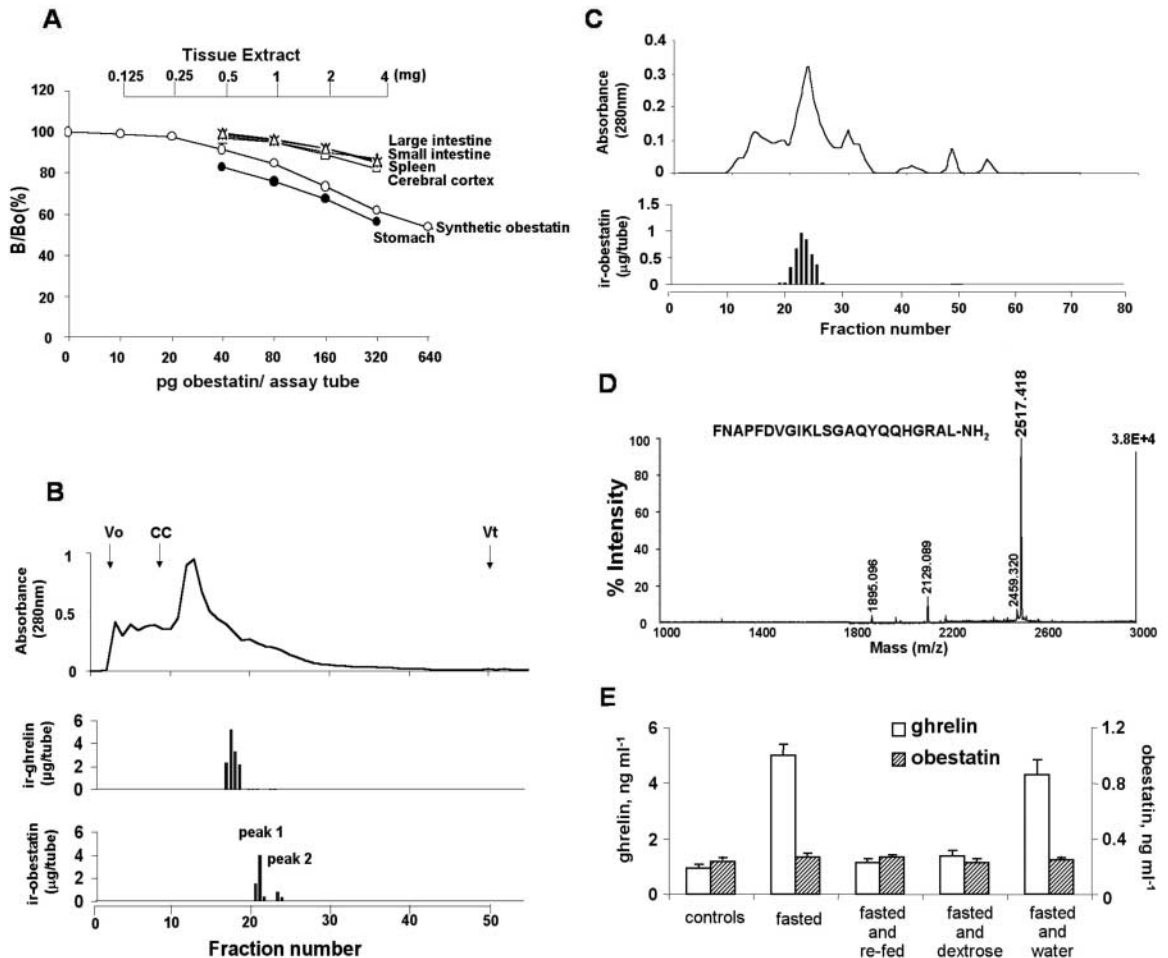 A
Tissue Extract
0.125 0.25 0.5 1 2 4 (mg)
120
100
80
60
40
20
0
B/Bo(%)
Large intestine
Small intestine
Spleen
Cerebral cortex
Synthetic obestatin
Stomach
0 10 20 40 80 160 320 640
pg obestatin/ assay tube
B
Vo CC Vt
1
0.5
0
Absorbance
(280nm)
6
4
2
0
ir-ghrelin
(µg/tube)
peak 1
peak 2
6
4
2
0
ir-obestatin
(µg/tube)
0 10 20 30 40 50
Fraction number
C
0.4
0.3
0.2
0.1
0
Absorbance
(280nm)
1.5
1
0.5
0
ir-obestatin
(µg/tube)
0 10 20 30 40 50 60 70 80
Fraction number
D
FNAPFDVGIKLSGAQYQQHGRAL-NH2
2517.418
3.8E+4
100
80
60
40
20
0
% Intensity
1895.096
2129.089
2459.320
1000 1400 1800 2200 2600 3000
Mass (m/z)
E
ghrelin
obestatin
6
4
2
0
ghrelin, ng ml-1
1.2
0.8
0.4
0
obestatin, ng ml-1
controls
fasted
fasted
and
re-fed
fasted
and
dextrose
fasted
and
water